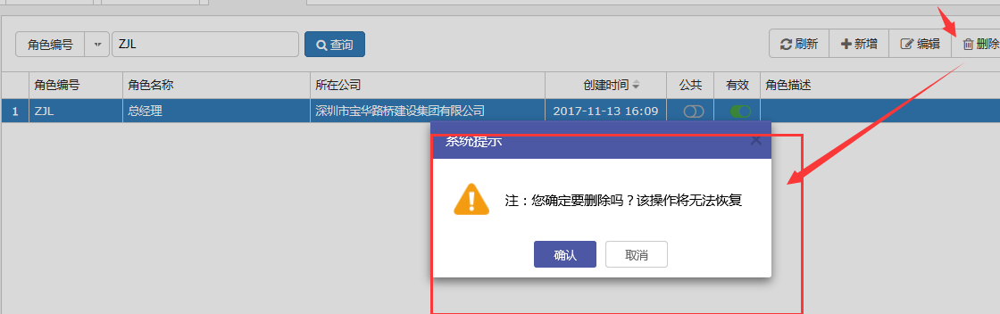 角色编号 ZJL 查询 刷新 新增 编辑 删除
角色编号 角色名称 所在公司 创建时间 公共 有效 角色描述
1 ZJL 总经理 深圳市宝华路桥建设集团有限公司 2017-11-13 16:09
系统提示
注：您确定要删除吗？该操作将无法恢复
确认 取消